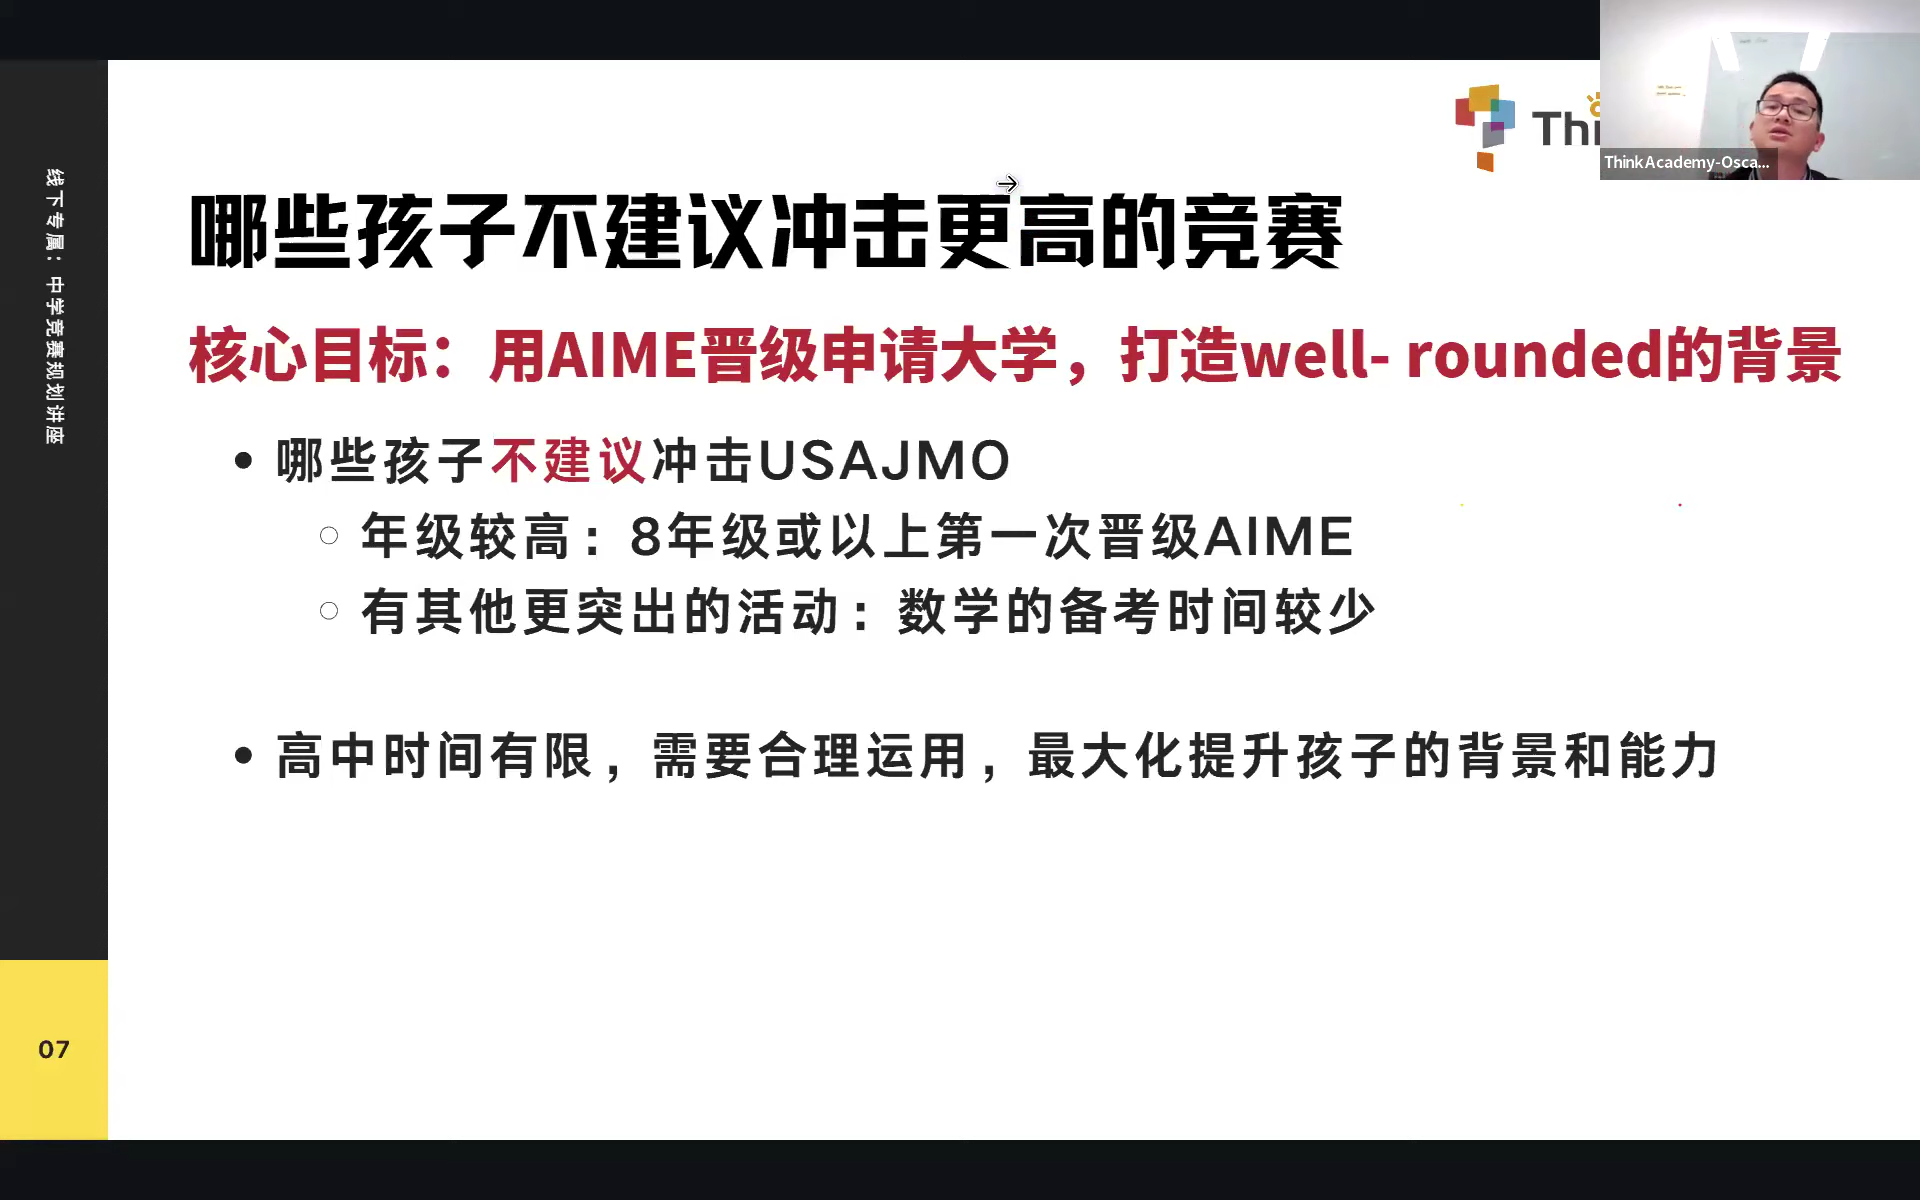 线下专属：中学竞赛规划讲座
Thi
ThinkAcademy-Osca...
哪些孩子不建议冲击更高的竞赛
核心目标：用AIME晋级申请大学，打造well- rounded的背景
哪些孩子不建议冲击USAJMO
年级较高：8年级或以上第一次晋级AIME
有其他更突出的活动：数学的备考时间较少
高中时间有限，需要合理运用，最大化提升孩子的背景和能力
07